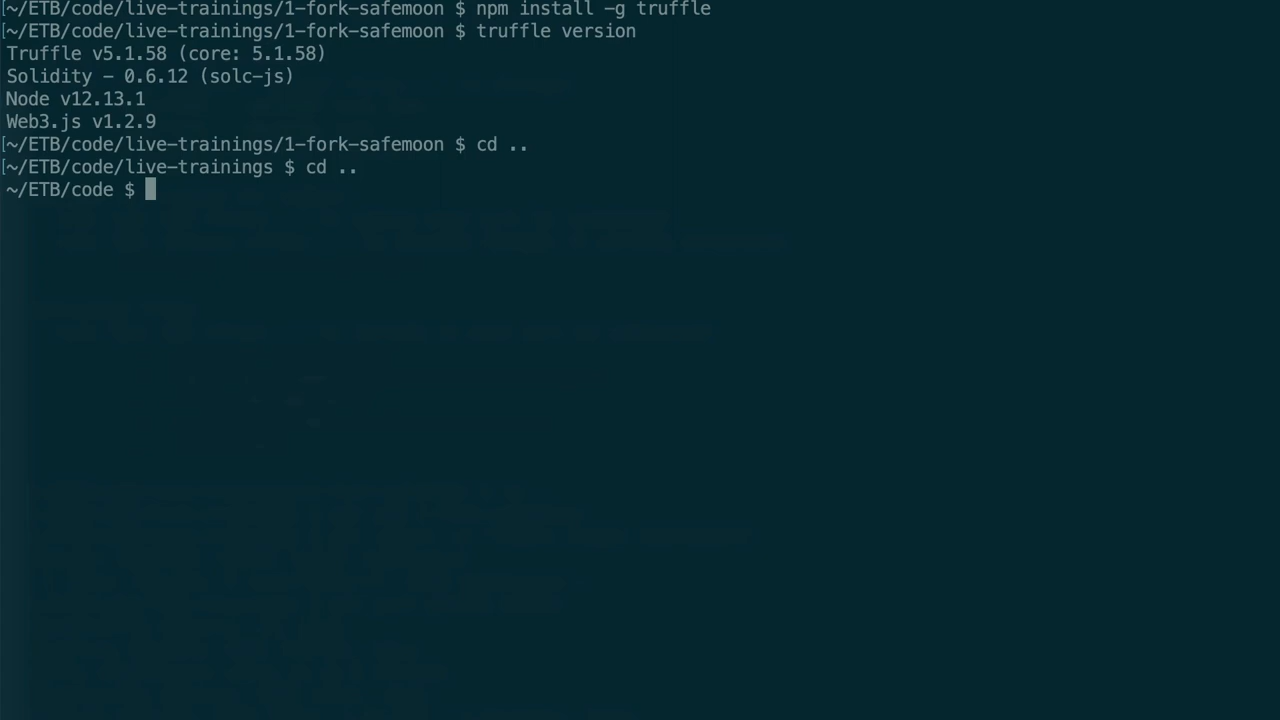 [~/ETB/code/live-trainings/1-fork-safemoon $ npm install -g truffle
[~/ETB/code/live-trainings/1-fork-safemoon $ truffle version
Truffle v5.1.58 (core: 5.1.58)
Solidity - 0.6.12 (solc-js)
Node v12.13.1
Web3.js v1.2.9
[~/ETB/code/live-trainings/1-fork-safemoon $ cd ..
[~/ETB/code/live-trainings $ cd ..
~/ETB/code $